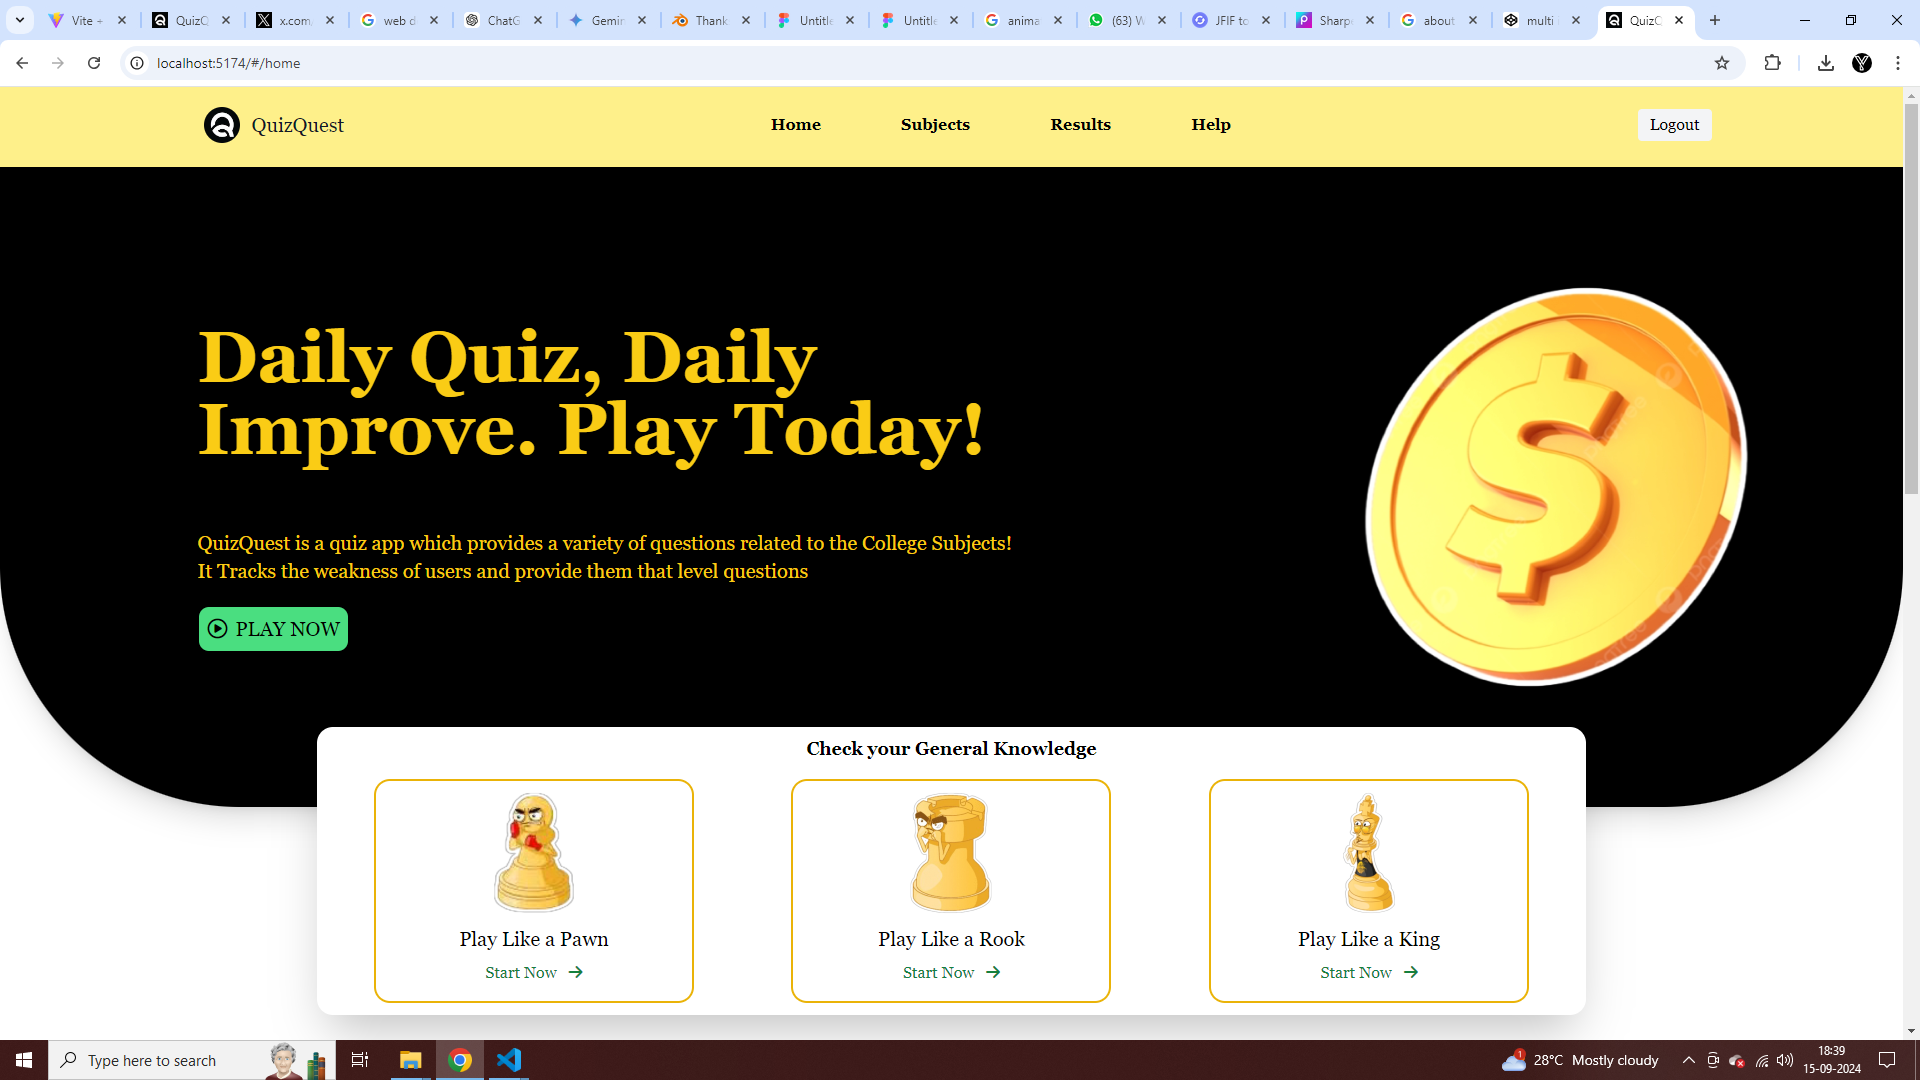 Vite +
QuizQ
x.com
web d
ChatG
Gemin
Thank
Untitle
Untitle
anima
(63) W
JFIF to
Sharpe
about
multi i
QuizQ
localhost:5174/#/home
QuizQuest
Home
Subjects
Results
Help
Logout
Daily Quiz, Daily
Improve. Play Today!
QuizQuest is a quiz app which provides a variety of questions related to the College Subjects!
It Tracks the weakness of users and provide them that level questions
PLAY NOW
Check your General Knowledge
Play Like a Pawn
Start Now
Play Like a Rook
Start Now
Play Like a King
Start Now
Type here to search
1
28°C Mostly cloudy
18:39
15-09-2024